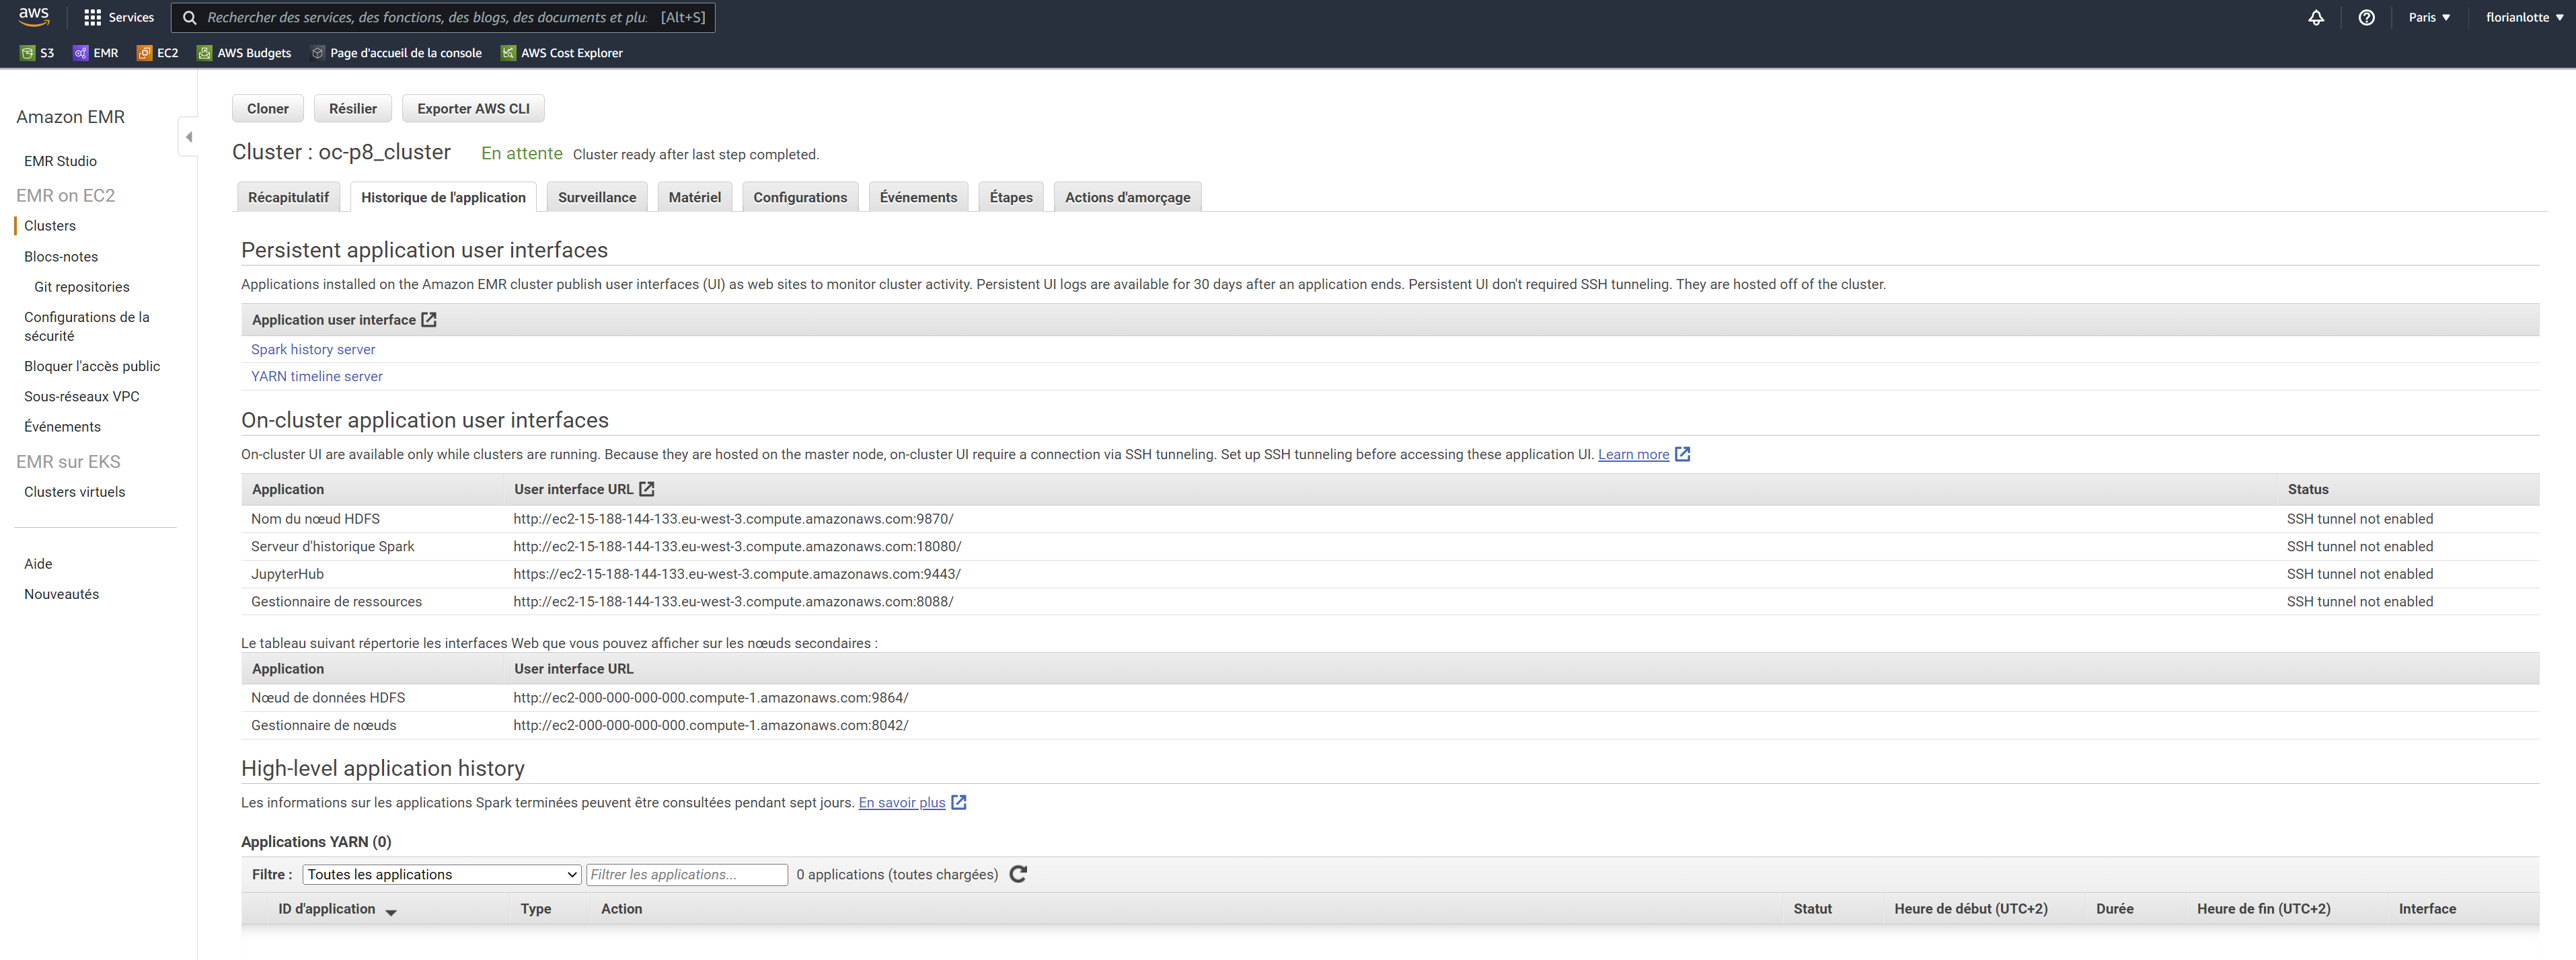 aws
Services
Rechercher des services, des fonctions, des blogs, des documents et plu: [Alt+S]
Paris ▼
florianlotte ▼
S3
EMR
EC2
AWS Budgets
Page d'accueil de la console
AWS Cost Explorer
Amazon EMR
EMR Studio
EMR on EC2
Clusters
Blocs-notes
Git repositories
Configurations de la
sécurité
Bloquer l'accès public
Sous-réseaux VPC
Événements
EMR sur EKS
Clusters virtuels
Aide
Nouveautés
Cloner
Résilier
Exporter AWS CLI
Cluster : oc-p8_cluster En attente Cluster ready after last step completed.
Récapitulatif
Historique de l'application
Surveillance
Matériel
Configurations
Événements
Étapes
Actions d'amorçage
Persistent application user interfaces
Applications installed on the Amazon EMR cluster publish user interfaces (UI) as web sites to monitor cluster activity. Persistent UI logs are available for 30 days after an application ends. Persistent UI don't required SSH tunneling. They are hosted off of the cluster.
Application user interface
Spark history server
YARN timeline server
On-cluster application user interfaces
On-cluster UI are available only while clusters are running. Because they are hosted on the master node, on-cluster UI require a connection via SSH tunneling. Set up SSH tunneling before accessing these application UI. Learn more
Application User interface URL Status
Nom du nœud HDFS http://ec2-15-188-144-133.eu-west-3.compute.amazonaws.com:9870/ SSH tunnel not enabled
Serveur d'historique Spark http://ec2-15-188-144-133.eu-west-3.compute.amazonaws.com:18080/ SSH tunnel not enabled
JupyterHub https://ec2-15-188-144-133.eu-west-3.compute.amazonaws.com:9443/ SSH tunnel not enabled
Gestionnaire de ressources http://ec2-15-188-144-133.eu-west-3.compute.amazonaws.com:8088/ SSH tunnel not enabled
Le tableau suivant répertorie les interfaces Web que vous pouvez afficher sur les nœuds secondaires :
Application User interface URL
Nœud de données HDFS http://ec2-000-000-000-000.compute-1.amazonaws.com:9864/
Gestionnaire de nœuds http://ec2-000-000-000-000.compute-1.amazonaws.com:8042/
High-level application history
Les informations sur les applications Spark terminées peuvent être consultées pendant sept jours. En savoir plus
Applications YARN (0)
Filtre : Toutes les applications Filtrer les applications... 0 applications (toutes chargées)
ID d'application Type Action Statut Heure de début (UTC+2) Durée Heure de fin (UTC+2) Interface